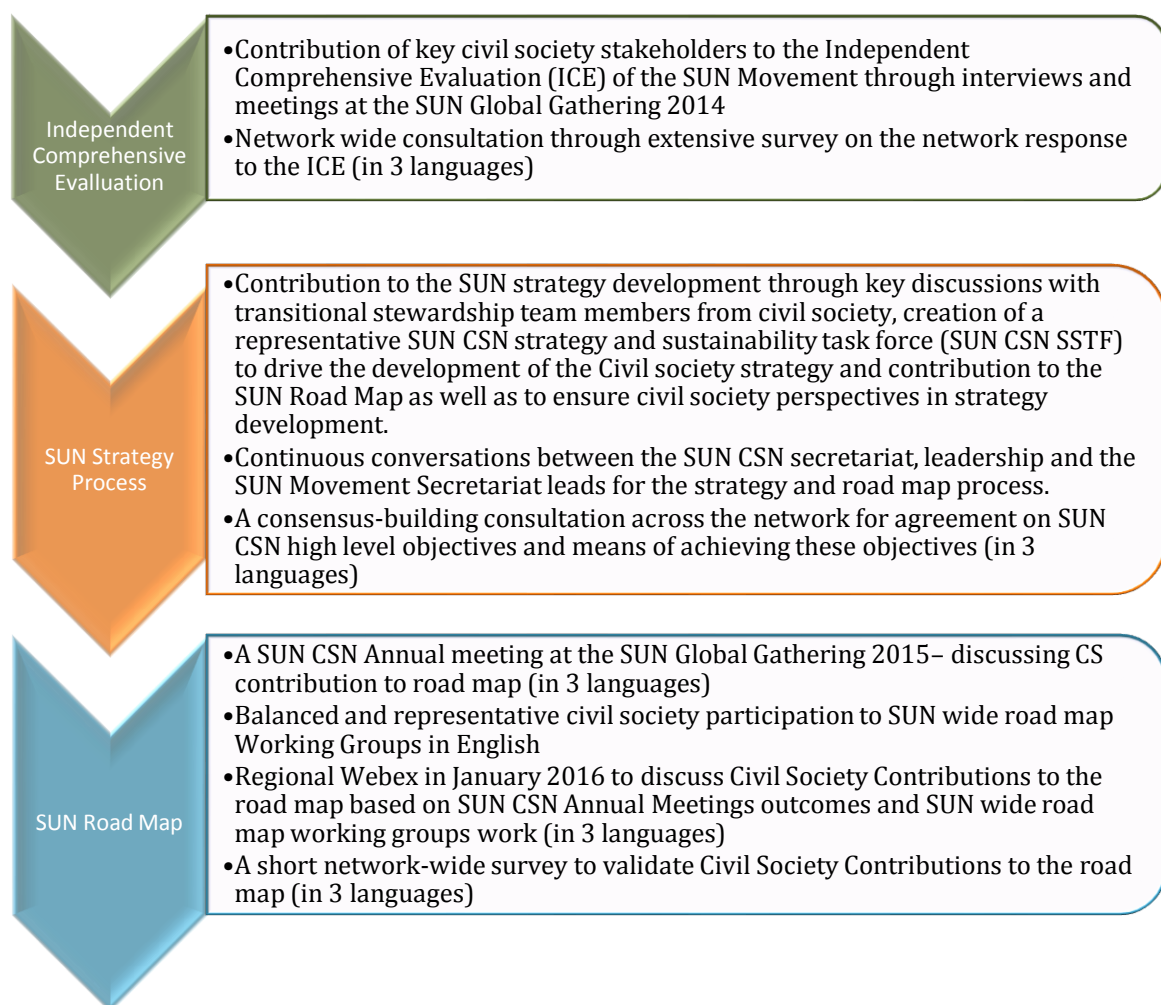 Independent
Comprehensive
Evalluation
•Contribution of key civil society stakeholders to the Independent
Comprehensive Evaluation (ICE) of the SUN Movement through interviews and
meetings at the SUN Global Gathering 2014
•Network wide consultation through extensive survey on the network response
to the ICE (in 3 languages)
SUN Strategy
Process
•Contribution to the SUN strategy development through key discussions with
transitional stewardship team members from civil society, creation of a
representative SUN CSN strategy and sustainability task force (SUN CSN SSTF)
to drive the development of the Civil society strategy and contribution to the
SUN Road Map as well as to ensure civil society perspectives in strategy
development.
•Continuous conversations between the SUN CSN secretariat, leadership and the
SUN Movement Secretariat leads for the strategy and road map process.
•A consensus-building consultation across the network for agreement on SUN
CSN high level objectives and means of achieving these objectives (in 3
languages)
SUN Road Map
•A SUN CSN Annual meeting at the SUN Global Gathering 2015– discussing CS
contribution to road map (in 3 languages)
•Balanced and representative civil society participation to SUN wide road map
Working Groups in English
•Regional Webex in January 2016 to discuss Civil Society Contributions to the
road map based on SUN CSN Annual Meetings outcomes and SUN wide road
map working groups work (in 3 languages)
•A short network-wide survey to validate Civil Society Contributions to the road
map (in 3 languages)